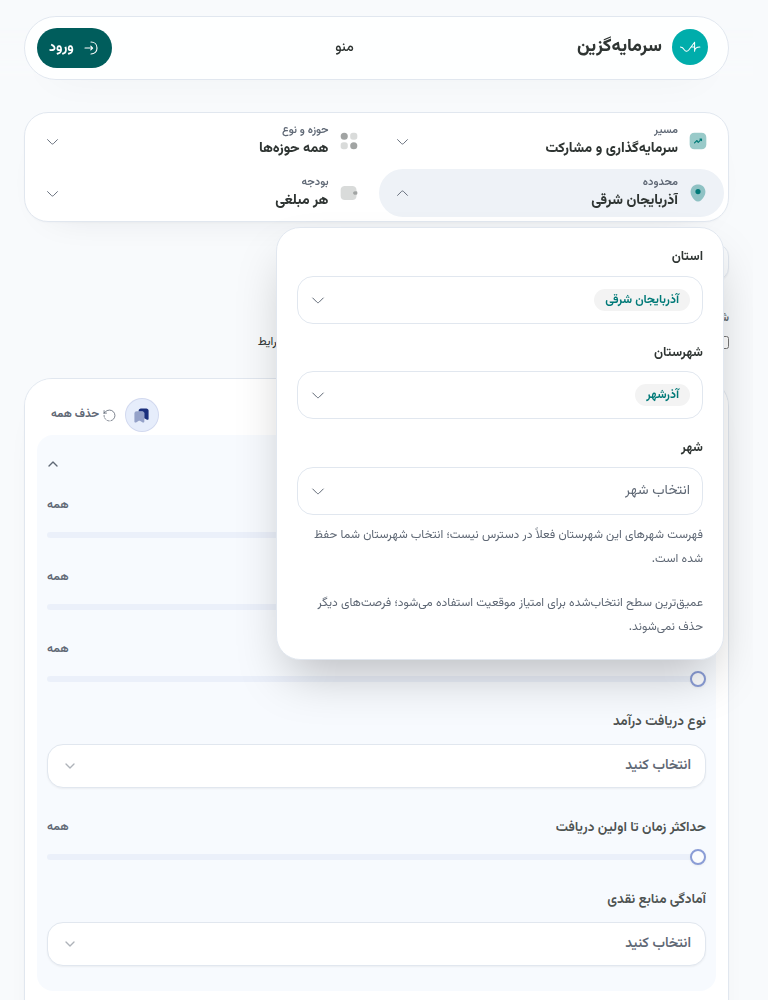 سرمایه‌گزین
منو
ورود
مسیر
سرمایه‌گذاری و مشارکت
حوزه و نوع
همه حوزه‌ها
محدوده
آذربایجان شرقی
بودجه
هر مبلغی
استان
آذربایجان شرقی
شهرستان
آذرشهر
شهر
انتخاب شهر
فهرست شهرهای این شهرستان فعلاً در دسترس نیست؛ انتخاب شهرستان شما حفظ
شده است.
عمیق‌ترین سطح انتخاب‌شده برای امتیاز موقعیت استفاده می‌شود؛ فرصت‌های دیگر
حذف نمی‌شوند.
حذف همه
همه
همه
همه
نوع دریافت درآمد
انتخاب کنید
حداکثر زمان تا اولین دریافت
همه
آمادگی منابع نقدی
انتخاب کنید